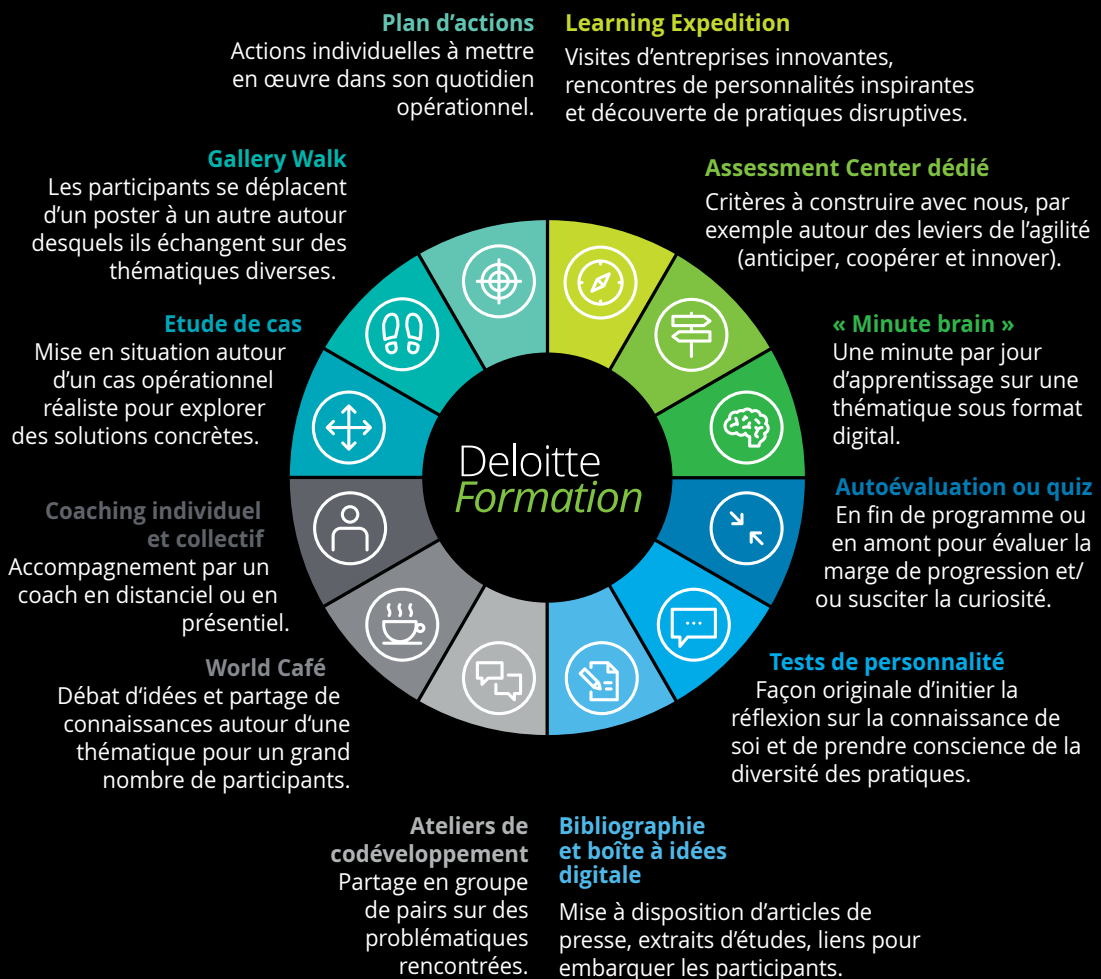 Plan d’actions
Actions individuelles à mettre
en œuvre dans son quotidien
opérationnel.
Learning Expedition
Visites d’entreprises innovantes,
rencontres de personnalités inspirantes
et découverte de pratiques disruptives.
Gallery Walk
Les participants se déplacent
d’un poster à un autre autour
desquels ils échangent sur des
thématiques diverses.
Assessment Center dédié
Critères à construire avec nous, par
exemple autour des leviers de l’agilité
(anticiper, coopérer et innover).
Etude de cas
Mise en situation autour
d’un cas opérationnel
réaliste pour explorer
des solutions concrètes.
« Minute brain »
Une minute par jour
d’apprentissage sur une
thématique sous format
digital.
Deloitte
Formation
Coaching individuel
et collectif
Accompagnement par un
coach en distanciel ou en
présentiel.
Autoévaluation ou quiz
En fin de programme ou
en amont pour évaluer la
marge de progression et/
ou susciter la curiosité.
World Café
Débat d’idées et partage de
connaissances autour d’une
thématique pour un grand
nombre de participants.
Tests de personnalité
Façon originale d’initier la
réflexion sur la connaissance de
soi et de prendre conscience de la
diversité des pratiques.
Ateliers de
codéveloppement
Partage en groupe
de pairs sur des
problématiques
rencontrées.
Bibliographie
et boîte à idées
digitale
Mise à disposition d’articles de
presse, extraits d’études, liens pour
embarquer les participants.